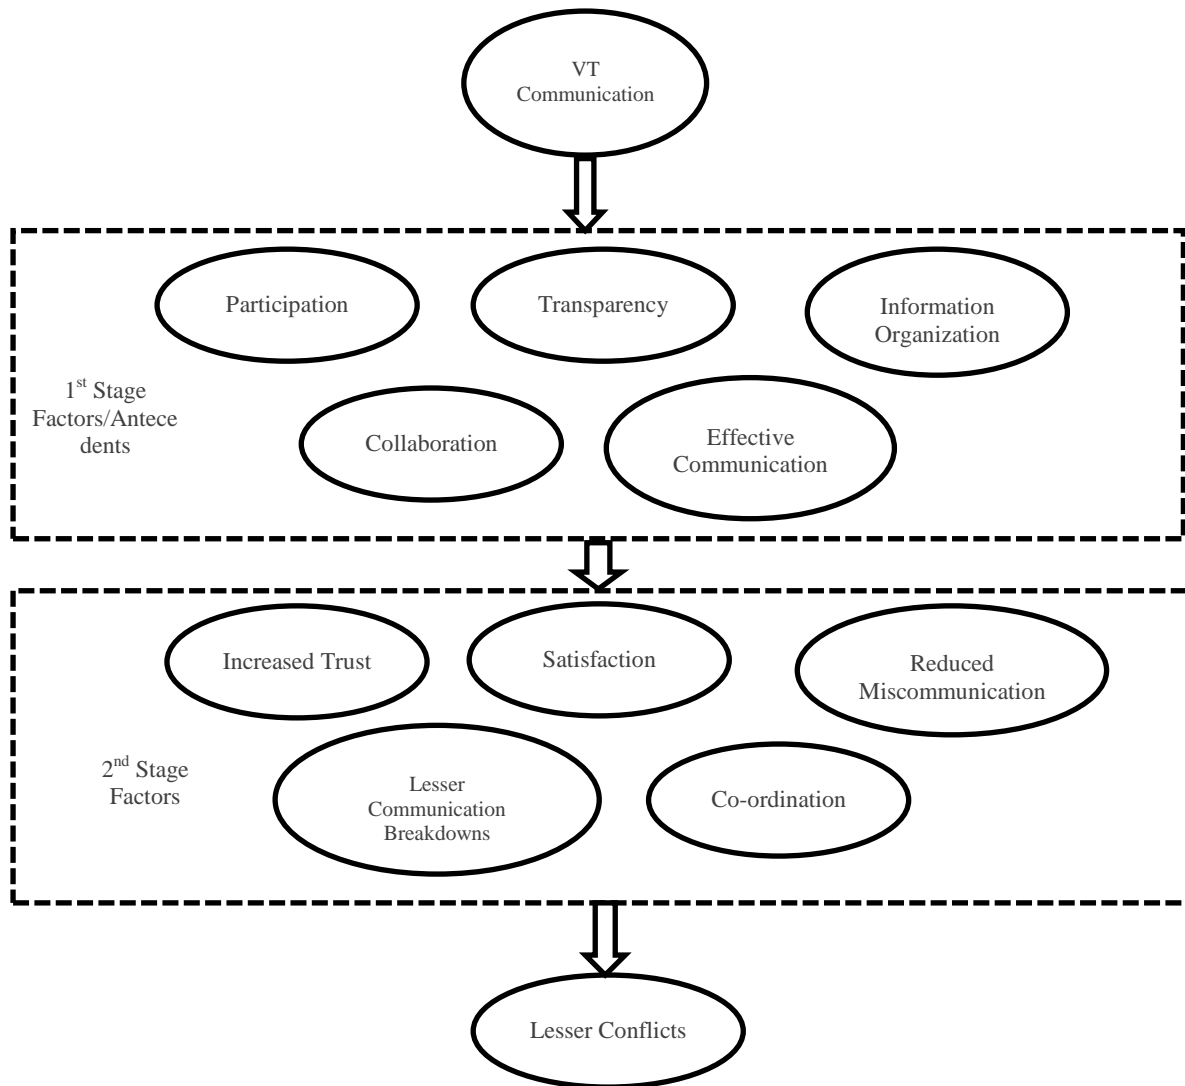 VT
Communication
Participation
Transparency
Information
Organization
1st Stage
Factors/Antece
dents
Collaboration
Effective
Communication
Increased Trust
Satisfaction
Reduced
Miscommunication
2nd Stage
Factors
Lesser
Communication
Breakdowns
Co-ordination
Lesser Conflicts